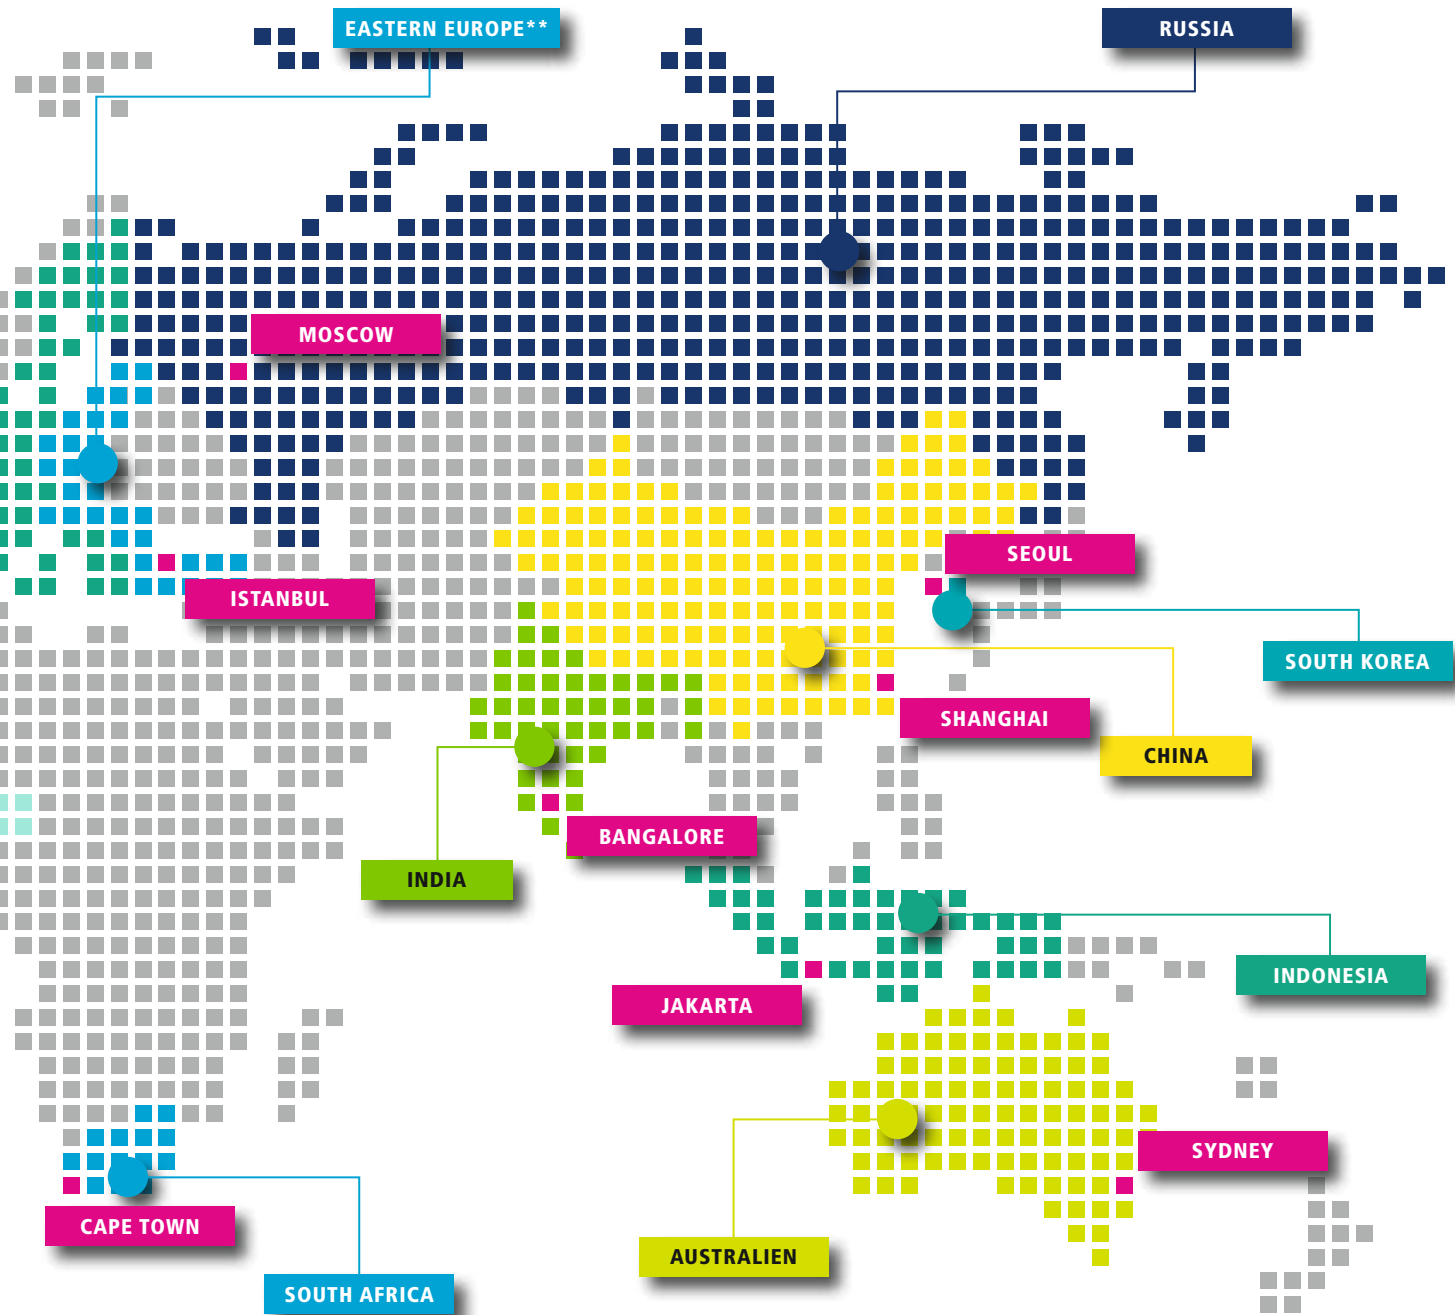 EASTERN EUROPE**
RUSSIA
MOSCOW
SEOUL
ISTANBUL
SOUTH KOREA
SHANGHAI
CHINA
BANGALORE
INDIA
INDONESIA
JAKARTA
SYDNEY
CAPE TOWN
AUSTRALIEN
SOUTH AFRICA